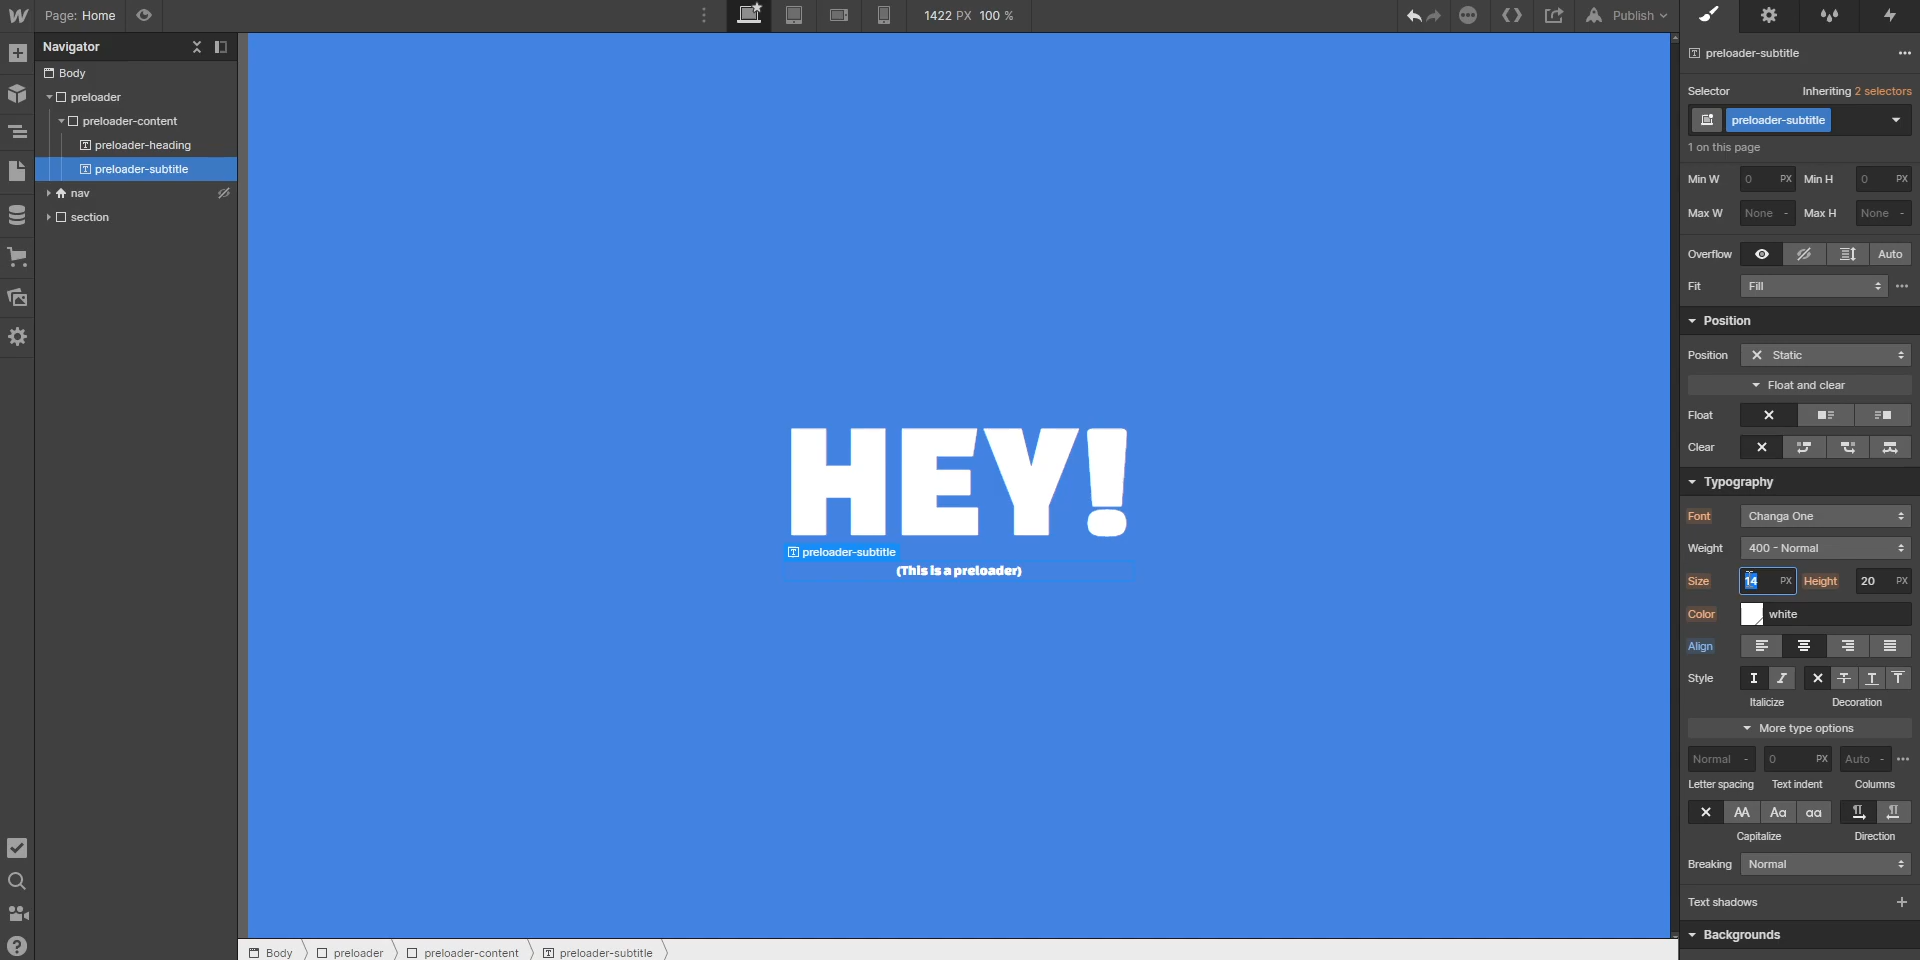 Page: Home
1422 PX 100 %
Publish
Navigator
Body
preloader
preloader-content
preloader-heading
preloader-subtitle
nav
section
HEY!
preloader-subtitle
(This is a preloader)
Body
preloader
preloader-content
preloader-subtitle
preloader-subtitle
Selector
Inheriting 2 selectors
preloader-subtitle
1 on this page
Min W 0 PX Min H 0 PX
Max W None - Max H None -
Overflow Auto
Fit Fill
Position
Position Static
Float and clear
Float
Clear
Typography
Font Changa One
Weight 400 - Normal
Size 14 PX Height 20 PX
Color white
Align
Style
Italicize Decoration
More type options
Normal - 0 PX Auto -
Letter spacing Text indent Columns
AA Aa aa
Capitalize Direction
Breaking Normal
Text shadows
Backgrounds